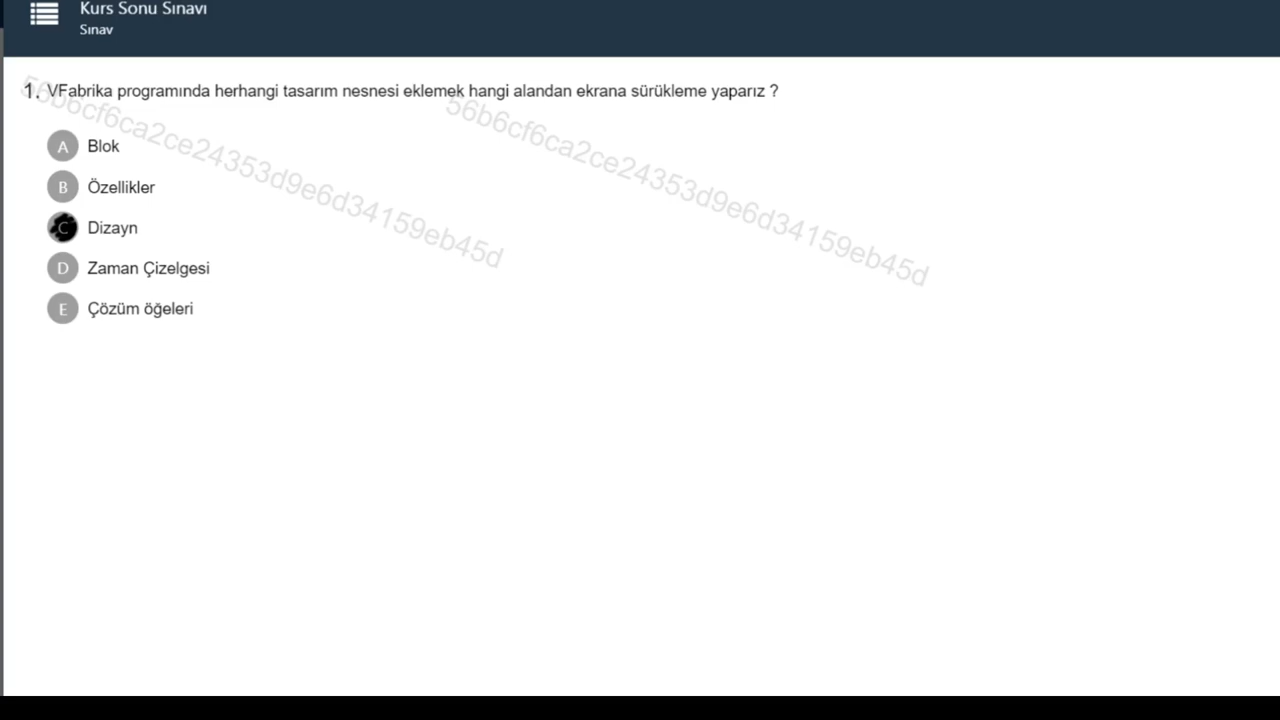 Kurs Sonu Sınavı
Sınav
1. VFabrika programında herhangi tasarım nesnesi eklemek hangi alandan ekrana sürükleme yaparız ?
A Blok
B Özellikler
C Dizayn
D Zaman Çizelgesi
E Çözüm öğeleri
56b6cf6ca2ce24353d9e6d34159eb45d
56b6cf6ca2ce24353d9e6d34159eb45d